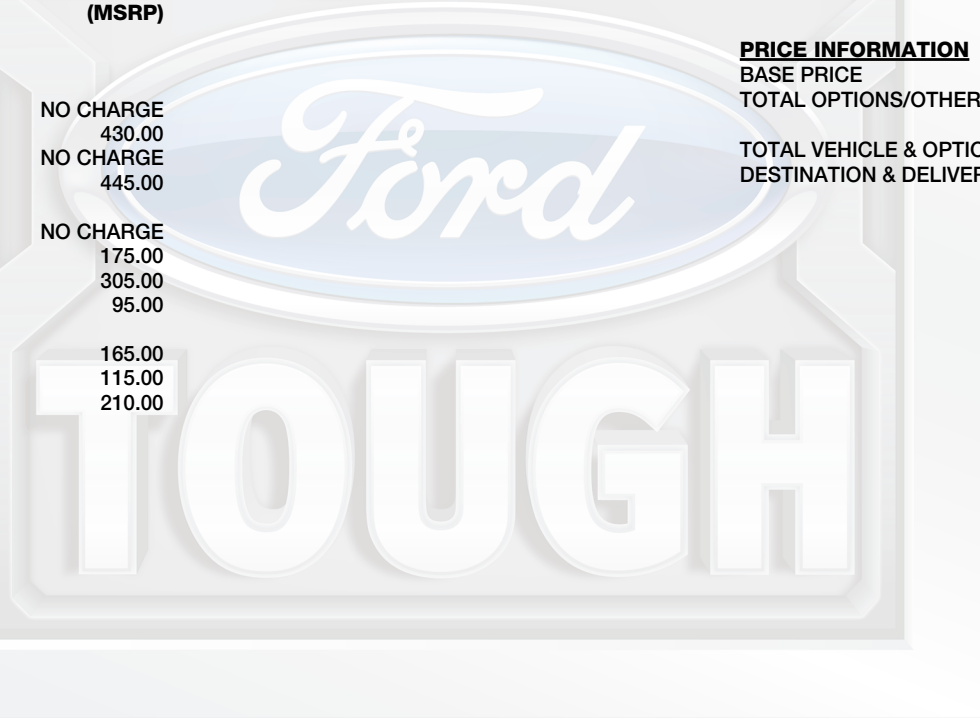 (MSRP)
NO CHARGE
430.00
NO CHARGE
445.00
NO CHARGE
175.00
305.00
95.00
165.00
115.00
210.00
PRICE INFORMATION
BASE PRICE
TOTAL OPTIONS/OTHER
TOTAL VEHICLE & OPTIO
DESTINATION & DELIVER
Ford
TOUGH